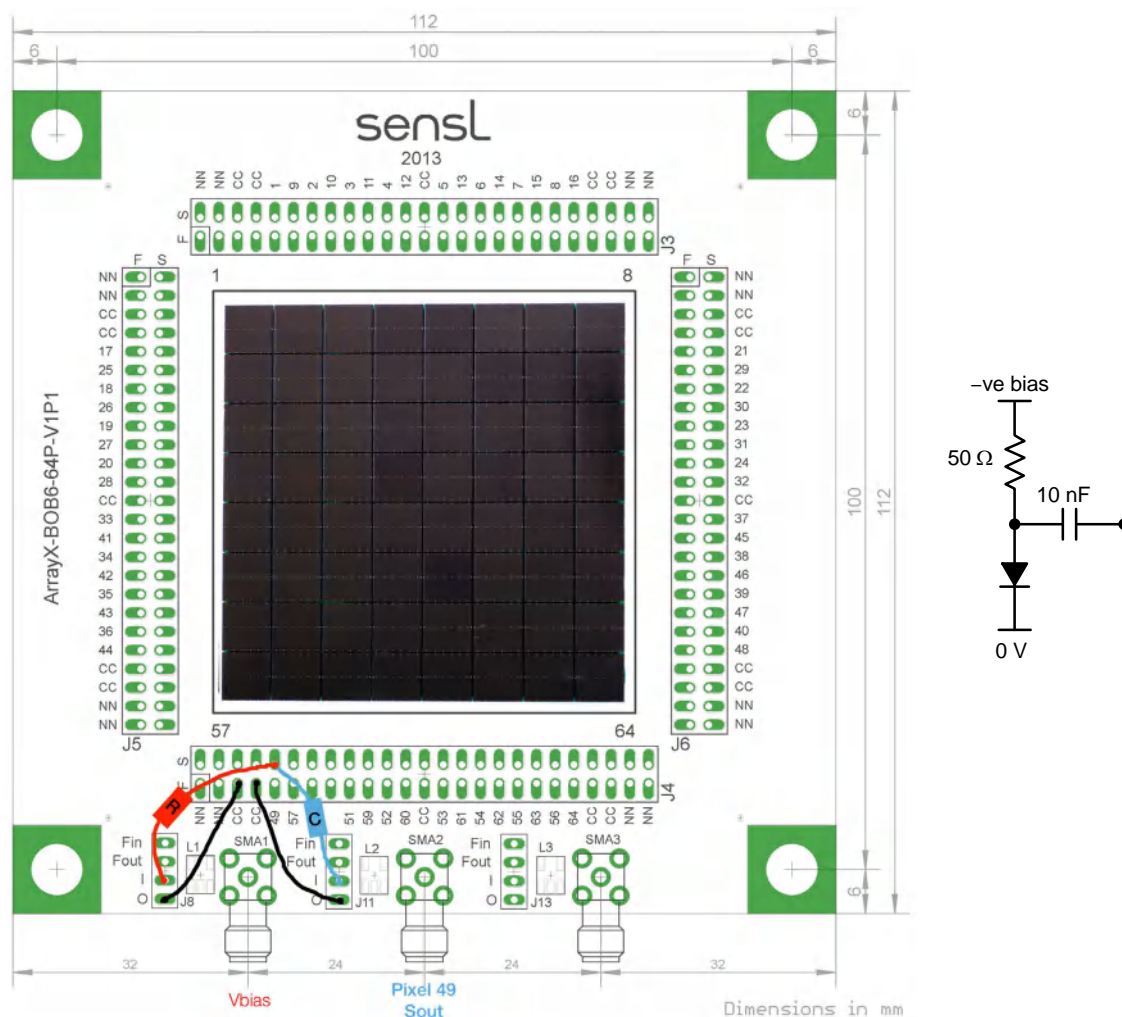 112
6
100
6
sensL
2013
NN NN CC CC 1 9 2 10 3 11 4 12 CC 5 13 6 14 7 15 8 16 CC CC NN NN
S
F
J3
F S
1
8
F S
NN
NN
CC
CC
17
25
18
26
19
27
20
28
CC
33
41
34
42
35
43
36
44
CC
CC
NN
NN
J5
NN
NN
CC
CC
21
29
22
30
23
31
24
32
CC
37
45
38
46
39
47
40
48
CC
CC
NN
NN
J6
ArrayX-BOB6-64P-V1P1
57
64
S
F
J4
NN NN CC CC 49 57 51 59 52 60 CC 53 61 54 62 55 63 56 64 CC CC NN NN
R
C
Fin
Fout
I
O
J8
L1
SMA1
Fin
Fout
I
O
J11
L2
SMA2
Fin
Fout
I
O
J13
L3
SMA3
6
100
112
6
32
24
24
32
Vbias
Pixel 49
Sout
Dimensions in mm
–ve bias
50 Ω
10 nF
0 V